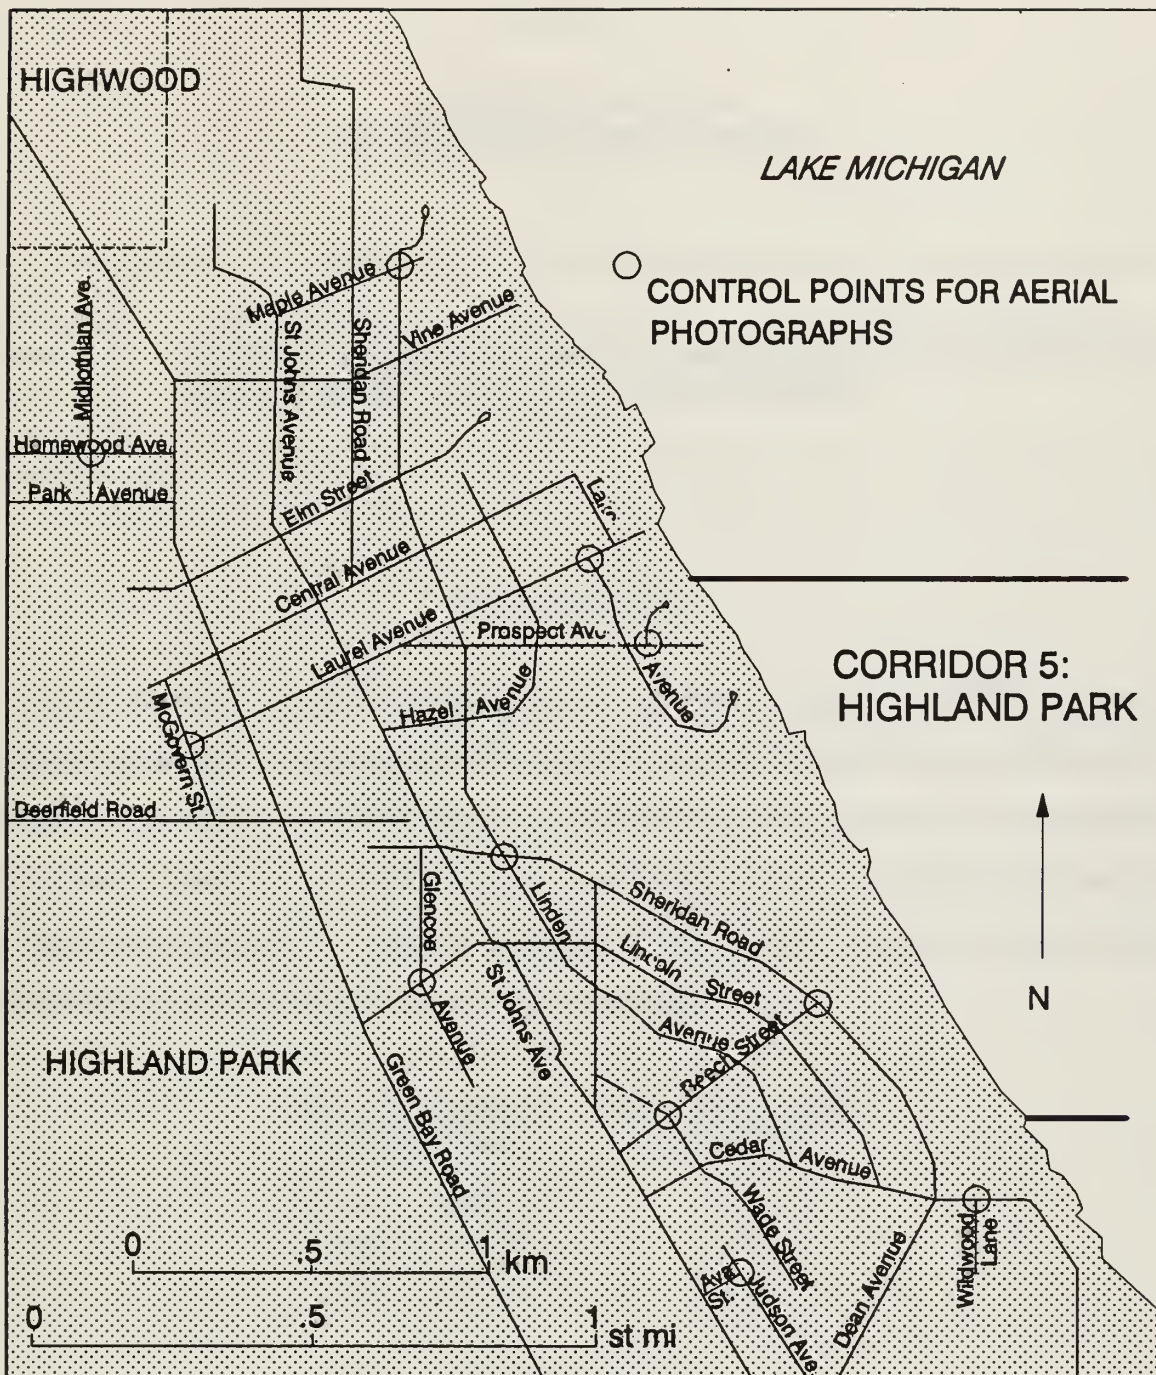 HIGHWOOD
LAKE MICHIGAN
CONTROL POINTS FOR AERIAL
PHOTOGRAPHS
Maple Avenue
Vine Avenue
Midlothian Ave.
St Johns Avenue
Sheridan Road
Homewood Ave.
Park Avenue
Elm Street
Central Avenue
Laurel Avenue
Prospect
Avenue
Hazel Avenue
CORRIDOR 5:
HIGHLAND PARK
McGovern St.
Deerfield Road
N
Glencoe
Avenue
Linden
Avenue
Sheridan Road
Lincoln
Street
Street
St Johns Ave
HIGHLAND PARK
Green Bay Road
Cedar Avenue
Wade Street
Wildwood
Lane
Dean Avenue
Ava
St.
Judson Ave
0 .5 1 km
0 .5 1 st mi